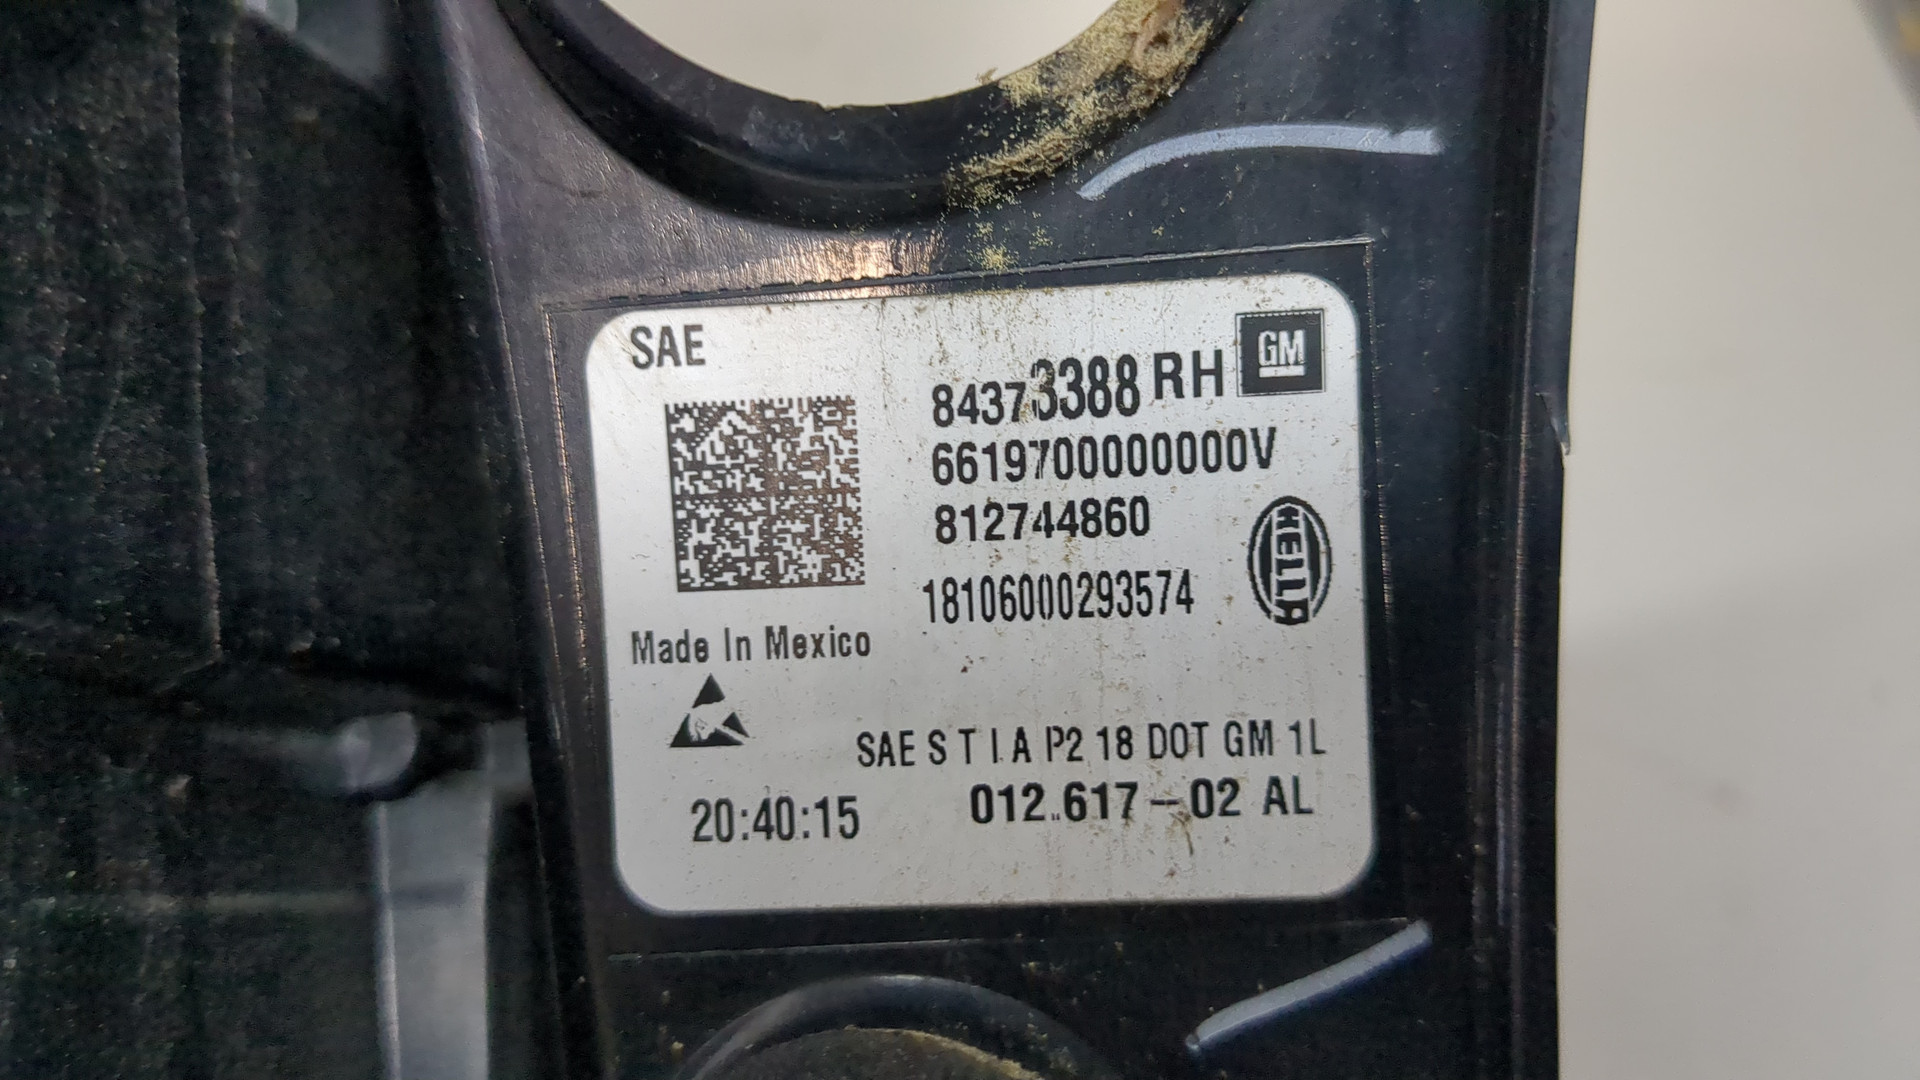 SAE
GM
84373388 RH
6619700000000V
812744860
HELLA
18106000293574
Made In Mexico
SAE S T I A P2 18 DOT GM 1L
20:40:15
012.617-02 AL